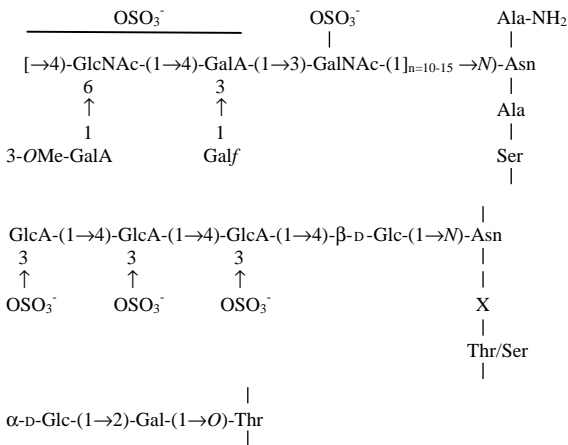 OSO₃⁻ OSO₃⁻ Ala-NH₂
[→4)-GlcNAc-(1→4)-GalA-(1→3)-GalNAc-(1]n=10-15 →N)-Asn
6 3
↑ ↑ Ala
1 1
3-OMe-GalA Galf Ser
GlcA-(1→4)-GlcA-(1→4)-GlcA-(1→4)-β-D-Glc-(1→N)-Asn
3 3 3
↑ ↑ ↑
OSO₃⁻ OSO₃⁻ OSO₃⁻ X
Thr/Ser
α-D-Glc-(1→2)-Gal-(1→O)-Thr